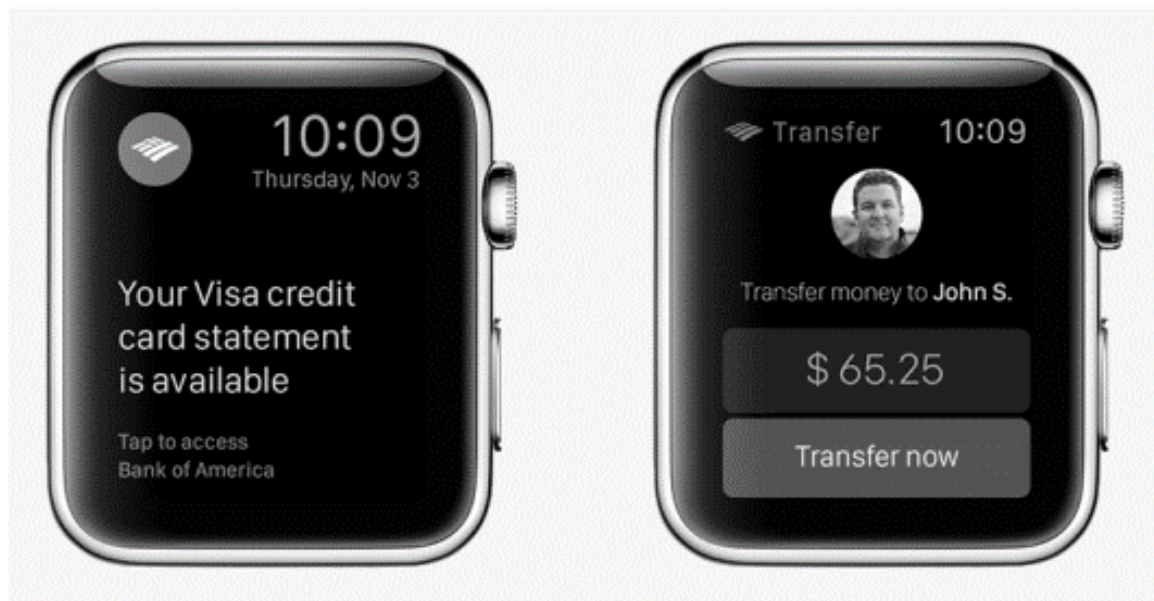 10:09
Thursday, Nov 3
Your Visa credit
card statement
is available
Tap to access
Bank of America
Transfer 10:09
Transfer money to John S.
$ 65.25
Transfer now